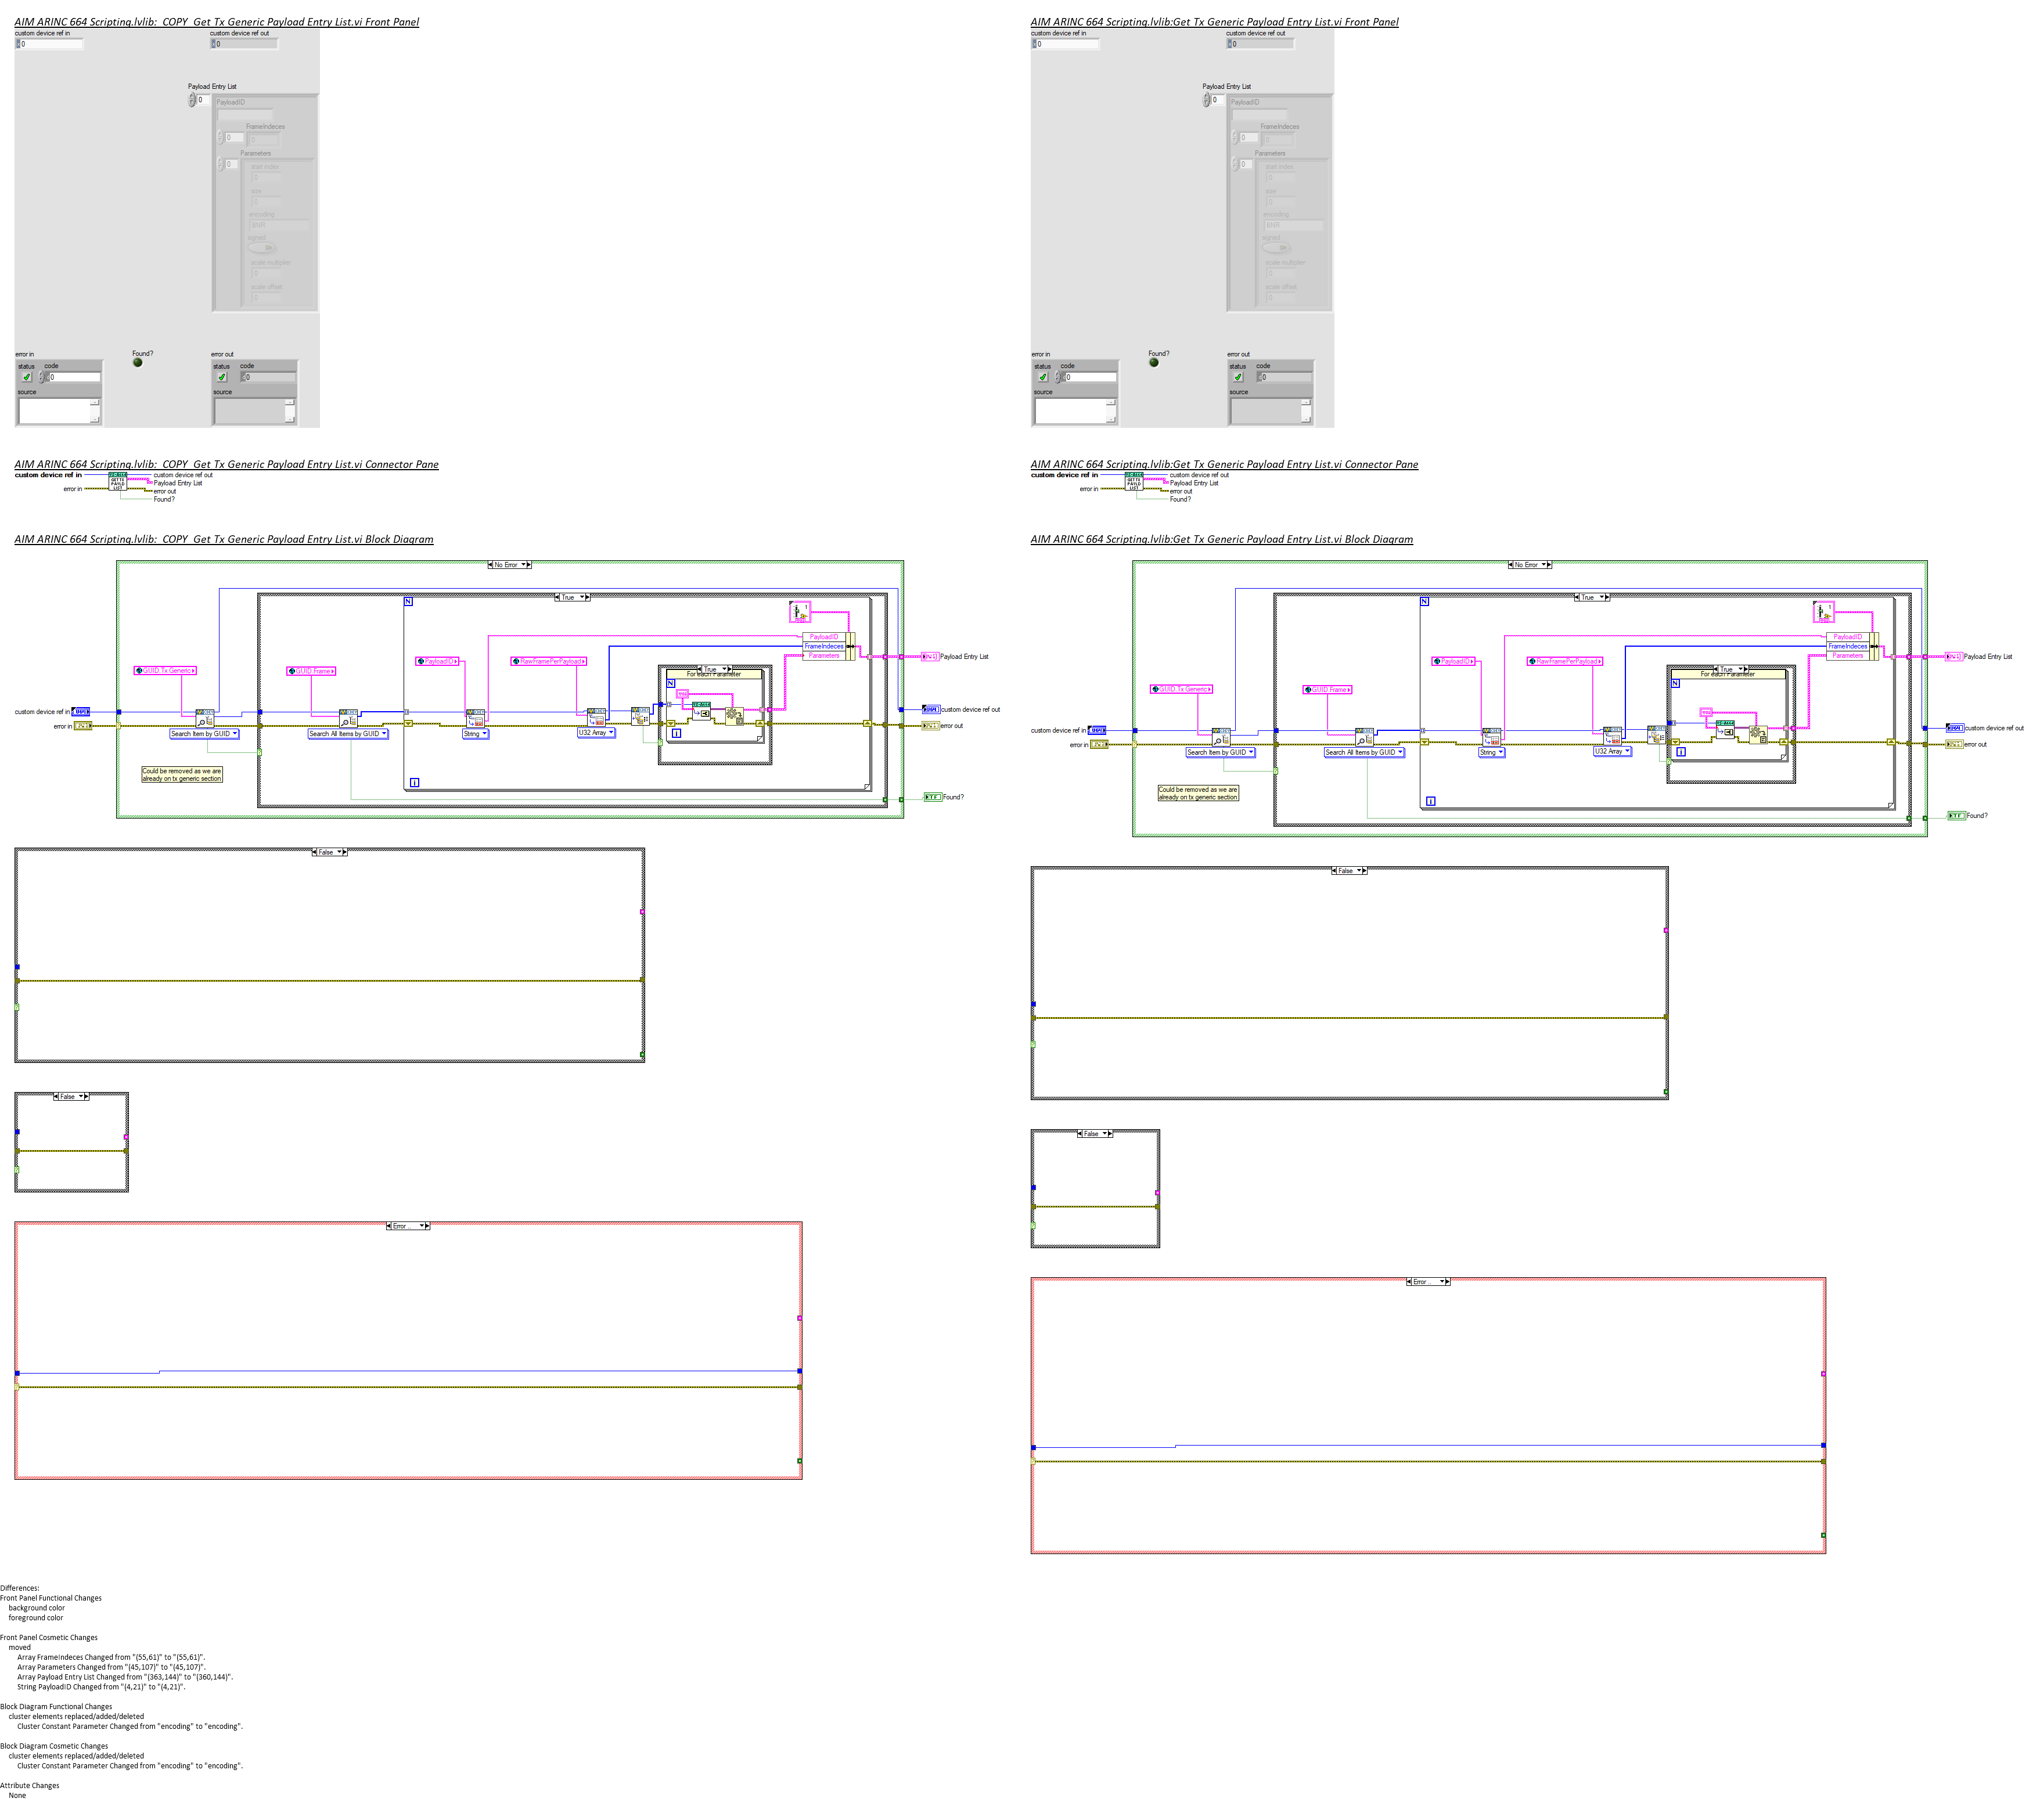 AIM ARINC 664 Scripting.lvlib:_COPY_Get Tx Generic Payload Entry List.vi Front Panel
custom device ref in
custom device ref out
0
0
Payload Entry List
0
PayloadID
FrameIndeces
0
0
Parameters
0
start index
0
size
0
encoding
BNR
signed
scale multiplier
0
scale offset
0
error in
Found?
error out
status
code
0
status
code
0
source
source
AIM ARINC 664 Scripting.lvlib:_COPY_Get Tx Generic Payload Entry List.vi Connector Pane
custom device ref in
custom device ref out
Payload Entry List
error in
error out
Found?
GET TX
PAYLD
LIST
AIM ARINC 664 Scripting.lvlib:_COPY_Get Tx Generic Payload Entry List.vi Block Diagram
No Error
True
N
PayloadID
FrameIndeces
Parameters
Payload Entry List
GUID Tx Generic
GUID Frame
PayloadID
RawFramePerPayload
True
For each Parameter
N
custom device ref in
custom device ref out
error in
error out
Search Item by GUID
Search All Items by GUID
String
U32 Array
i
Could be removed as we are
already on tx generic section
i
Found?
False
False
Error
AIM ARINC 664 Scripting.lvlib:Get Tx Generic Payload Entry List.vi Front Panel
custom device ref in
custom device ref out
0
0
Payload Entry List
0
PayloadID
FrameIndeces
0
0
Parameters
0
start index
0
size
0
encoding
BNR
signed
scale multiplier
0
scale offset
0
error in
Found?
error out
status
code
0
status
code
0
source
source
AIM ARINC 664 Scripting.lvlib:Get Tx Generic Payload Entry List.vi Connector Pane
custom device ref in
custom device ref out
Payload Entry List
error in
error out
Found?
GET TX
PAYLD
LIST
AIM ARINC 664 Scripting.lvlib:Get Tx Generic Payload Entry List.vi Block Diagram
No Error
True
N
PayloadID
FrameIndeces
Parameters
Payload Entry List
PayloadID
RawFramePerPayload
True
For each Parameter
N
GUID Tx Generic
GUID Frame
custom device ref in
custom device ref out
error in
error out
Search Item by GUID
Search All Items by GUID
String
U32 Array
i
Could be removed as we are
already on tx generic section
i
Found?
False
False
Error ..
Differences:
Front Panel Functional Changes
background color
foreground color
Front Panel Cosmetic Changes
moved
Array FrameIndeces Changed from "(55,61)" to "(55,61)".
Array Parameters Changed from "(45,107)" to "(45,107)".
Array Payload Entry List Changed from "(363,144)" to "(360,144)".
String PayloadID Changed from "(4,21)" to "(4,21)".
Block Diagram Functional Changes
cluster elements replaced/added/deleted
Cluster Constant Parameter Changed from "encoding" to "encoding".
Block Diagram Cosmetic Changes
cluster elements replaced/added/deleted
Cluster Constant Parameter Changed from "encoding" to "encoding".
Attribute Changes
None